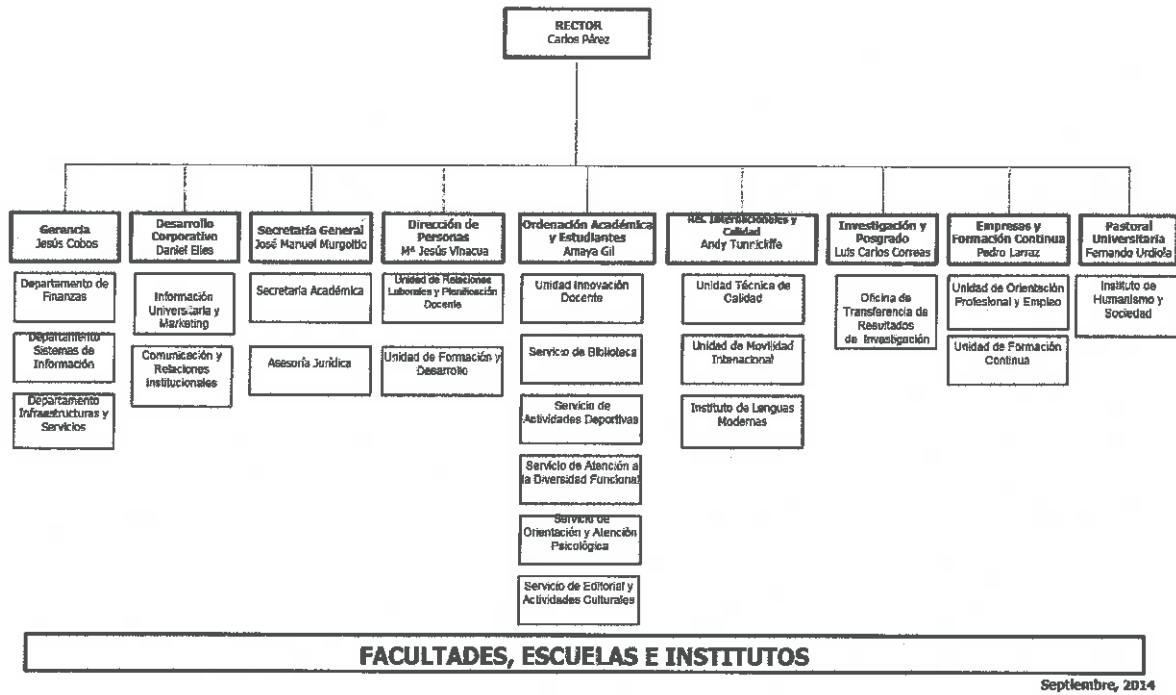 RECTOR
Carlos Pérez
Gerencia
Jesús Cobos
Desarrollo
Corporativo
Daniel Elles
Secretaría General
José Manuel Murgoitio
Dirección de
Personas
Mª Jesús Vinacua
Ordenación Académica
y Estudiantes
Amaya Gil
Rel. Internacionales y
Calidad
Andy Tunnicliffe
Investigación y
Posgrado
Luis Carlos Correas
Empresas y
Formación Continua
Pedro Larraz
Pastoral
Universitaria
Fernando Urdiola
Departamento de
Finanzas
Departamento
Sistemas de
Información
Departamento
Infraestructuras y
Servicios
Información
Universitaria y
Marketing
Comunicación y
Relaciones
Institucionales
Secretaría Académica
Asesoría Jurídica
Unidad de Relaciones
Laborales y Planificación
Docente
Unidad de Formación y
Desarrollo
Unidad Innovación
Docente
Servicio de Biblioteca
Servicio de
Actividades Deportivas
Servicio de Atención a
la Diversidad Funcional
Servicio de
Orientación y Atención
Psicológica
Servicio de Editorial y
Actividades Culturales
Unidad Técnica de
Calidad
Unidad de Movilidad
Internacional
Instituto de Lenguas
Modernas
Oficina de
Transferencia de
Resultados
de Investigación
Unidad de Orientación
Profesional y Empleo
Unidad de Formación
Continua
Instituto de
Humanismo y
Sociedad
FACULTADES, ESCUELAS E INSTITUTOS
Septiembre, 2014